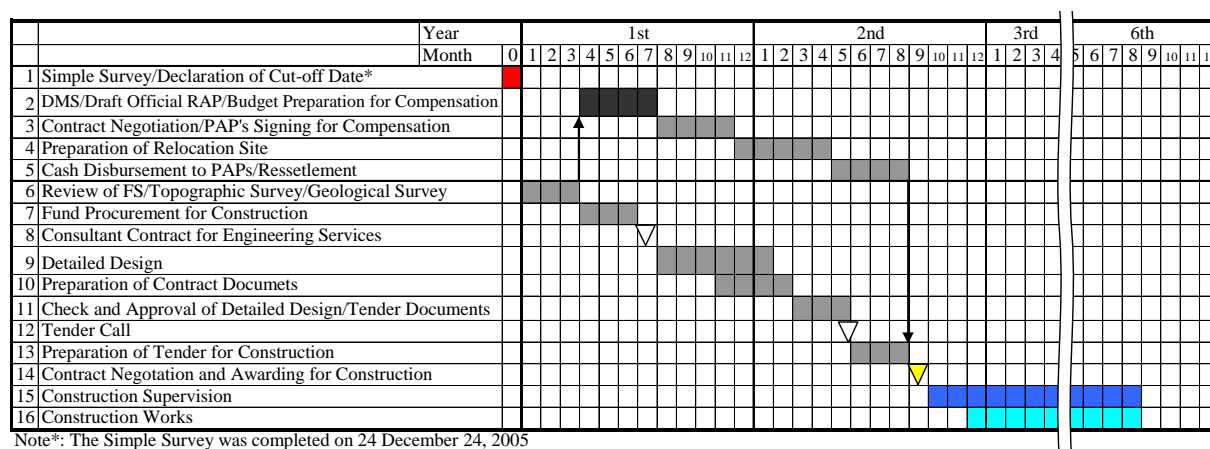 Year 1st 2nd 3rd 6th
Month 0 1 2 3 4 5 6 7 8 9 10 11 12 1 2 3 4 5 6 7 8 9 10 11 12 1 2 3 4 5 6 7 8 9 10 11 1
1 Simple Survey/Declaration of Cut-off Date*
2 DMS/Draft Official RAP/Budget Preparation for Compensation
3 Contract Negotiation/PAP's Signing for Compensation
4 Preparation of Relocation Site
5 Cash Disbursement to PAPs/Ressetlement
6 Review of FS/Topographic Survey/Geological Survey
7 Fund Procurement for Construction
8 Consultant Contract for Engineering Services
9 Detailed Design
10 Preparation of Contract Documets
11 Check and Approval of Detailed Design/Tender Documents
12 Tender Call
13 Preparation of Tender for Construction
14 Contract Negotation and Awarding for Construction
15 Construction Supervision
16 Construction Works
Note*: The Simple Survey was completed on 24 December 24, 2005